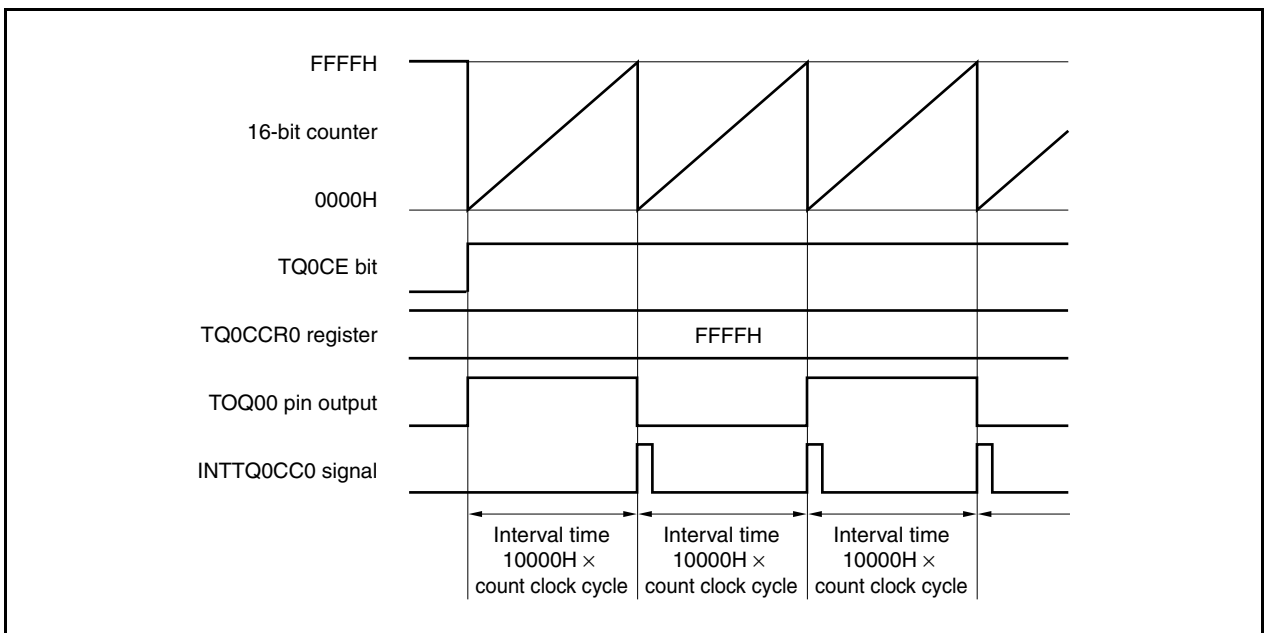 FFFFH
16-bit counter
0000H
TQ0CE bit
TQ0CCR0 register
FFFFH
TOQ00 pin output
INTTQ0CC0 signal
Interval time
10000H ×
count clock cycle
Interval time
10000H ×
count clock cycle
Interval time
10000H ×
count clock cycle